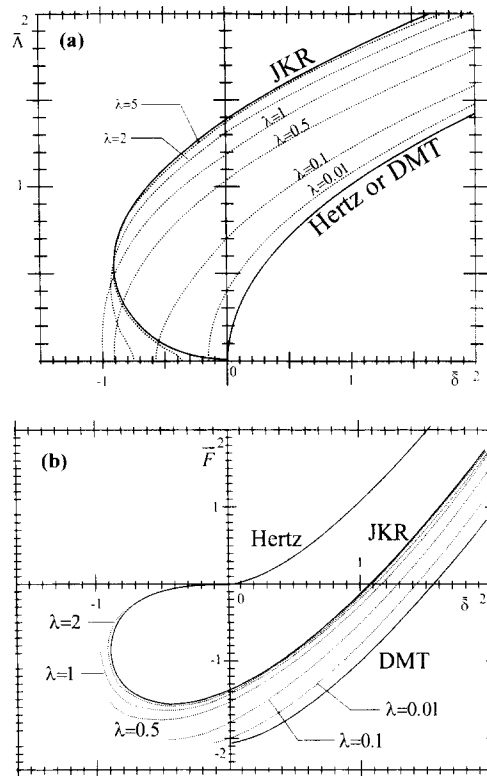 2
Ā
(a)
JKR
λ=5
λ=2
λ=1
λ=0.5
λ=0.1
λ=0.01
Hertz or DMT
1
-1
0
1
δ̄
2
(b)
F̄
2
1
Hertz
JKR
-1
0
1
δ̄
2
λ=2
λ=1
-1
DMT
λ=0.5
λ=0.01
λ=0.1
-2